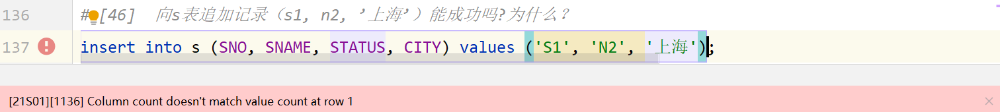 136 #  [46]  向s表追加记录（s1, n2, ’上海’）能成功吗?为什么？
137 insert into s (SNO, SNAME, STATUS, CITY) values ('S1', 'N2', '上海');
[21S01][1136] Column count doesn't match value count at row 1